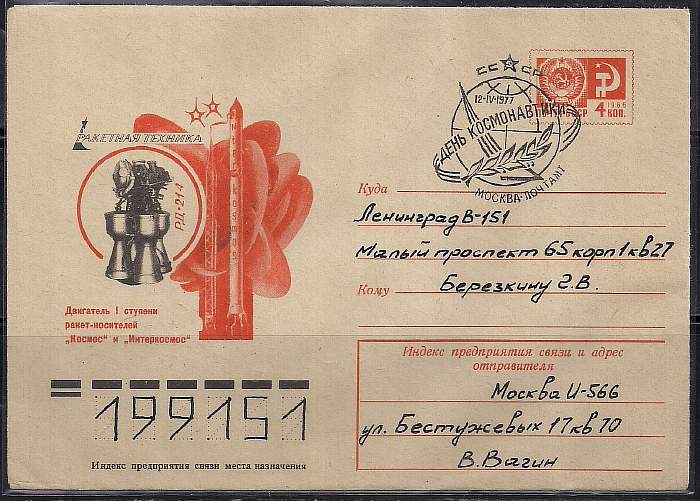 РАКЕТНАЯ ТЕХНИКА
РД-214
Двигатель I ступени
ракет-носителей
„Космос" и „Интеркосмос"
СССР
12-IV-1977
ДЕНЬ КОСМОНАВТИКИ
МОСКВА·ПОЧТАМТ
1966
4 КОП.
Куда
Ленинград В-151
Малый проспект 65 корп 1 кв 27
Кому
Березкину Г.В.
Индекс предприятия связи и адрес
отправителя
Москва И-566
ул. Бестужевых 17 кв 70
В. Вагин
199151
Индекс предприятия связи места назначения